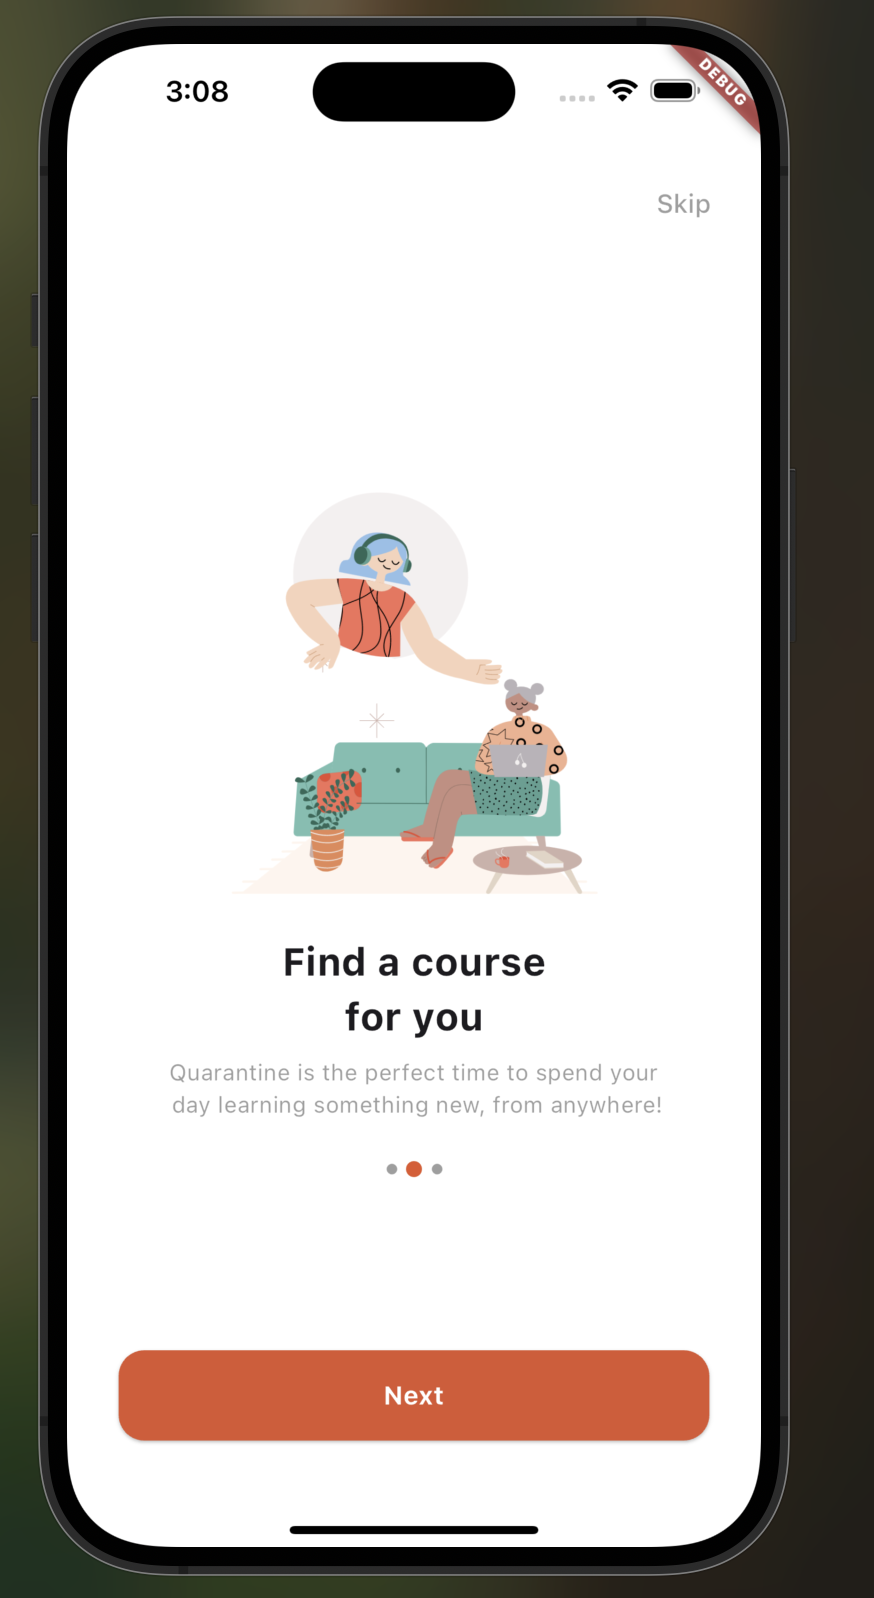 3:08
DEBUG
Skip
Find a course
for you
Quarantine is the perfect time to spend your
day learning something new, from anywhere!
Next